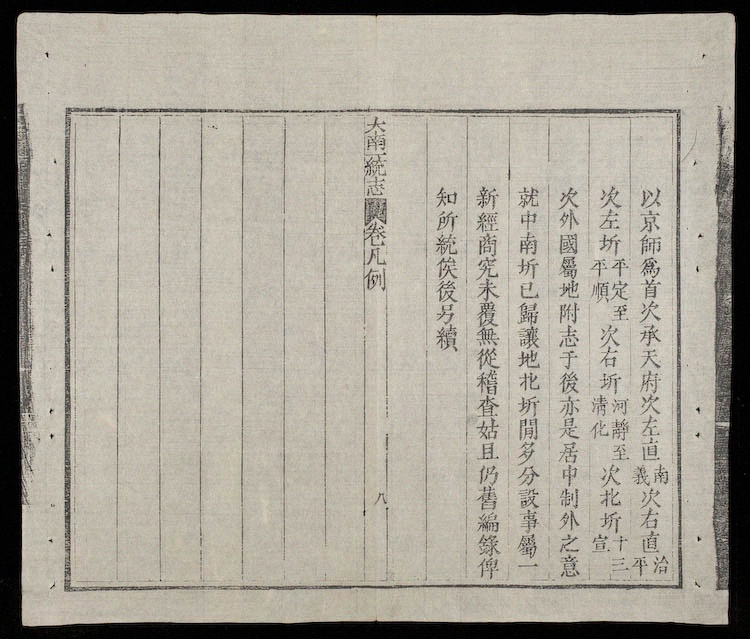 以京師爲首次承天府次左直南義次右直治平
次左圻平定至平順次右圻河靜至清化次北圻十三宣
次外國屬地附志于後亦是居中制外之意
就中南圻已歸讓地北圻閒多分設事屬一
新經商究未覆無從稽查姑且仍舊編錄俾
知所統俟後另續
大南一統志 卷凡例 八